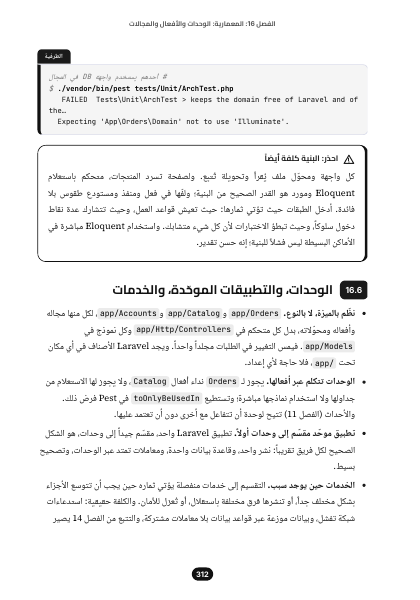 الفصل 16: المعمارية: الوحدات والأفعال والمجالات
الطرفية
# أحدهم يستخدم واجهة DB في المجال
$ ./vendor/bin/pest tests/Unit/ArchTest.php
FAILED Tests\Unit\ArchTest > keeps the domain free of Laravel and of
the…
Expecting 'App\Orders\Domain' not to use 'Illuminate'.
احذر: البنية كلفة أيضاً
كل واجهة ومحوّل ملف يُقرأ وتحويلة تُتبع. ولصفحة تسرد المنتجات، متحكم باستعلام
Eloquent ومورد هو القدر الصحيح من البنية؛ ولفّها في فعل ومنفذ ومستودع طقوس بلا
فائدة. أدخل الطبقات حيث تؤتي ثمارها: حيث تعيش قواعد العمل، وحيث تتشارك عدة نقاط
دخول سلوكاً، وحيث تبطؤ الاختبارات لأن كل شيء متشابك. واستخدام Eloquent مباشرة في
الأماكن البسيطة ليس فشلاً للبنية؛ إنه حسن تقدير.
16.6 الوحدات، والتطبيقات الموحّدة، والخدمات
• نظّم بالميزة، لا بالنوع. app/Orders و app/Catalog و app/Accounts، لكل منها مجاله
وأفعاله ومحوّلاته، بدل كل متحكم في app/Http/Controllers وكل نموذج في
app/Models. فيمس التغيير في الطلبات مجلداً واحداً. ويجد Laravel الأصناف في أي مكان
تحت app/، فلا حاجة لأي إعداد.
• الوحدات تتكلم عبر أفعالها. يجوز لـ Orders نداء أفعال Catalog، ولا يجوز لها الاستعلام من
جداولها ولا استخدام نماذجها مباشرة؛ وتستطيع toOnlyBeUsedIn في Pest فرض ذلك.
والأحداث (الفصل 11) تتيح لوحدة أن تتفاعل مع أخرى دون أن تعتمد عليها.
• تطبيق موحّد مقسّم إلى وحدات أولاً. تطبيق Laravel واحد، مقسّم جيداً إلى وحدات، هو الشكل
الصحيح لكل فريق تقريباً: نشر واحد، وقاعدة بيانات واحدة، ومعاملات تمتد عبر الوحدات، وتصحيح
بسيط.
• الخدمات حين يوجد سبب. التقسيم إلى خدمات منفصلة يؤتي ثماره حين يجب أن تتوسع الأجزاء
بشكل مختلف جداً، أو تنشرها فرق مختلفة باستقلال، أو تُعزل للأمان. والكلفة حقيقية: استدعاءات
شبكة تفشل، وبيانات موزعة عبر قواعد بيانات بلا معاملات مشتركة، والتتبع من الفصل 14 يصير
312